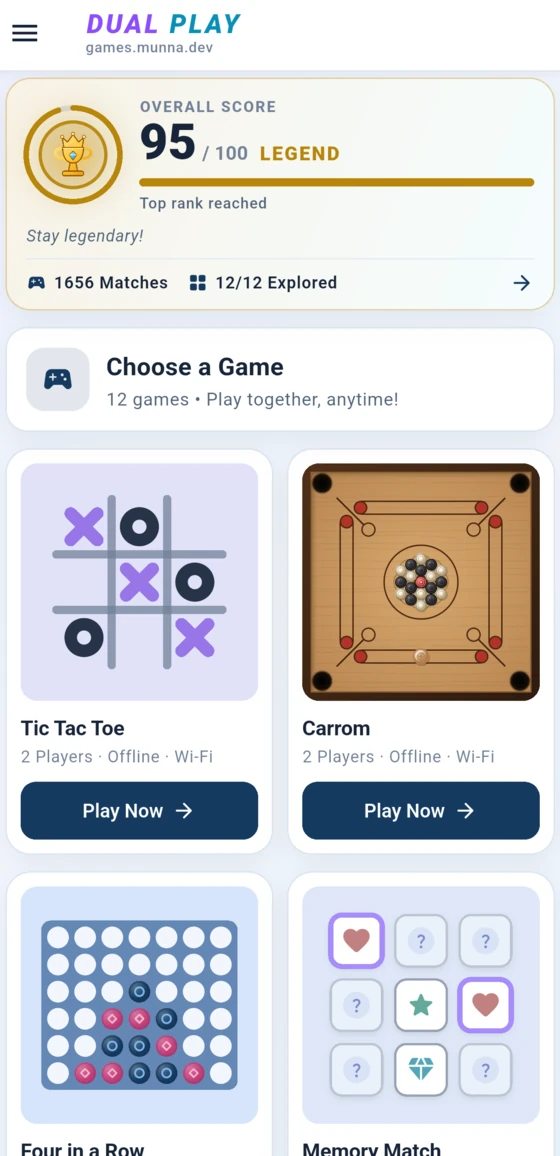 DUAL PLAY
games.munna.dev
OVERALL SCORE
95 / 100 LEGEND
Top rank reached
Stay legendary!
1656 Matches 12/12 Explored
Choose a Game
12 games • Play together, anytime!
Tic Tac Toe
2 Players · Offline · Wi-Fi
Play Now
Carrom
2 Players · Offline · Wi-Fi
Play Now
? ?
?
? ?
Four in a Row
Memory Match